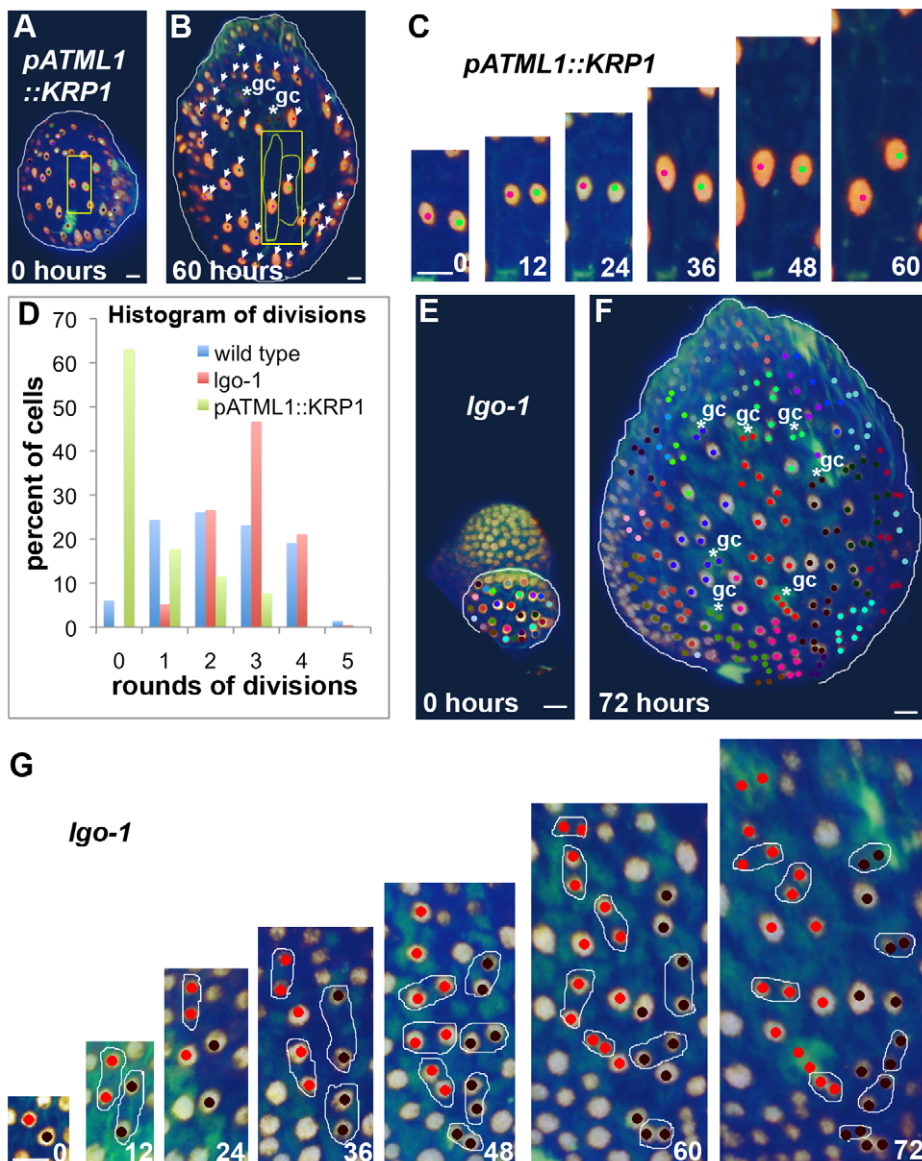 A
pATML1
::KRP1
0 hours
B
gc
gc
60 hours
C
pATML1::KRP1
0
12
24
36
48
60
D
Histogram of divisions
wild type
lgo-1
pATML1::KRP1
percent of cells
70
60
50
40
30
20
10
0
0 1 2 3 4 5
rounds of divisions
E
lgo-1
0 hours
F
gc gc gc
gc
gc
gc
gc
72 hours
G
lgo-1
0
12
24
36
48
60
72